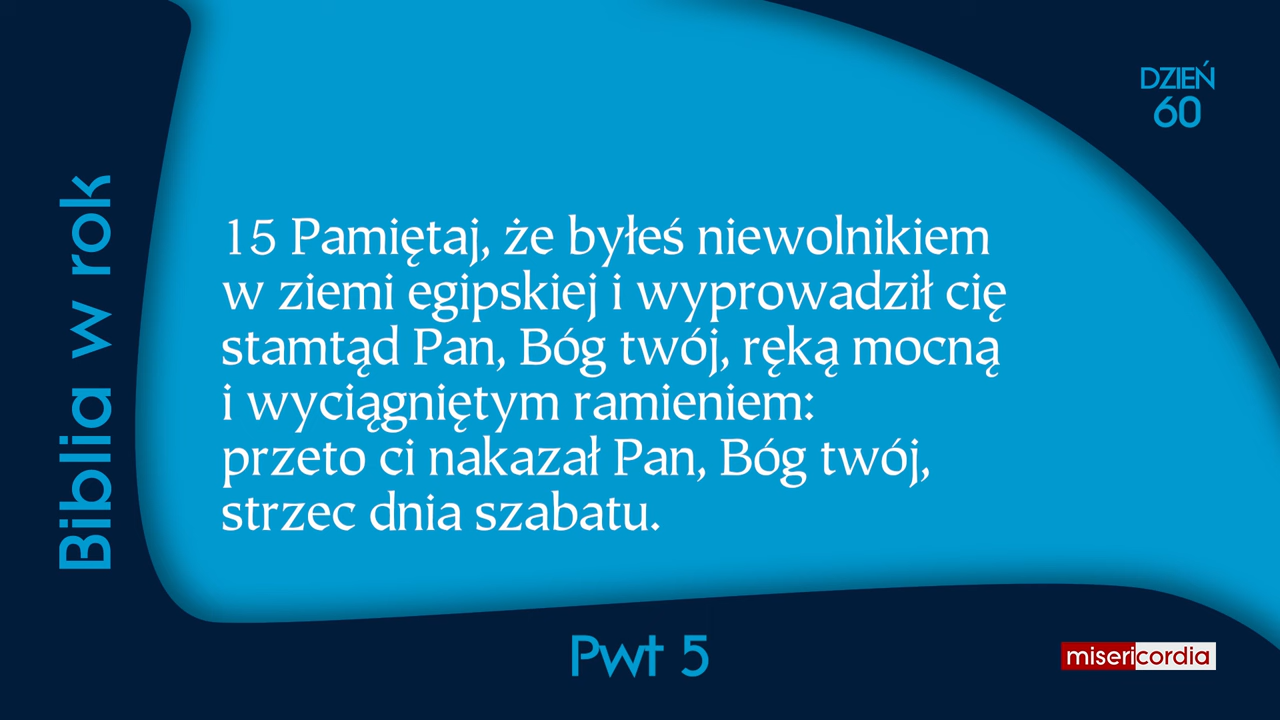 DZIEŃ
60
Biblia w rok
15 Pamiętaj, że byłeś niewolnikiem
w ziemi egipskiej i wyprowadził cię
stamtąd Pan, Bóg twój, ręką mocną
i wyciągniętym ramieniem:
przeto ci nakazał Pan, Bóg twój,
strzec dnia szabatu.
Pwt 5
misericordia